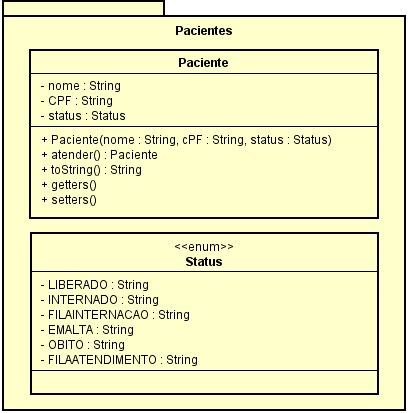 Pacientes
Paciente
- nome : String
- CPF : String
- status : Status
+ Paciente(nome : String, cPF : String, status : Status)
+ atender() : Paciente
+ toString() : String
+ getters()
+ setters()
<<enum>>
Status
- LIBERADO : String
- INTERNADO : String
- FILAINTERNACAO : String
- EMALTA : String
- OBITO : String
- FILAATENDIMENTO : String